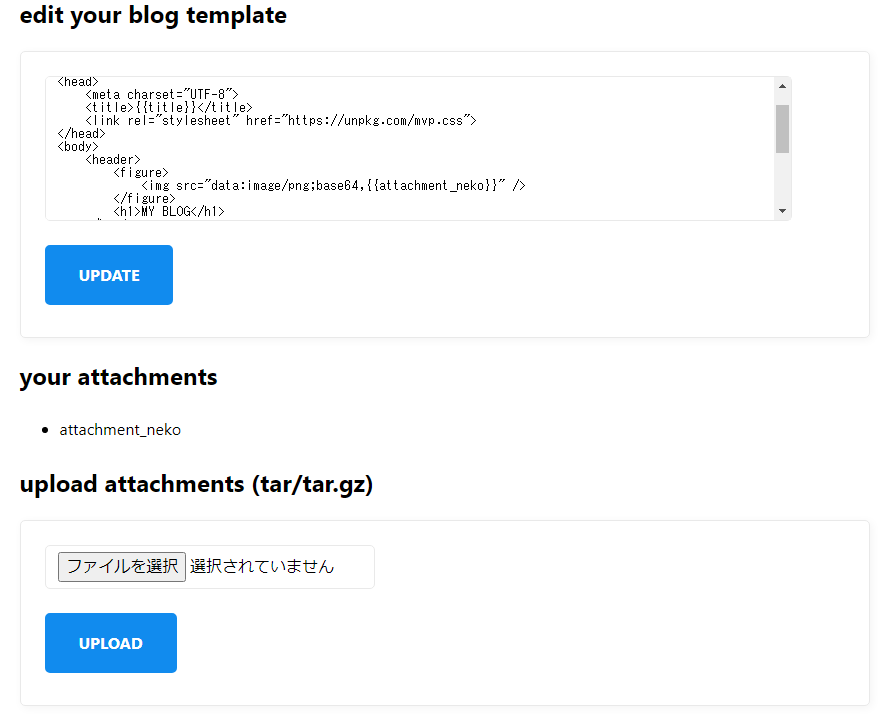 edit your blog template
<head>
<meta charset="UTF-8">
<title>{{title}}</title>
<link rel="stylesheet" href="https://unpkg.com/mvp.css">
</head>
<body>
<header>
<figure>
<img src="data:image/png;base64,{{attachment_neko}}" />
</figure>
<h1>MY BLOG</h1>
UPDATE
your attachments
attachment_neko
upload attachments (tar/tar.gz)
ファイルを選択 選択されていません
UPLOAD